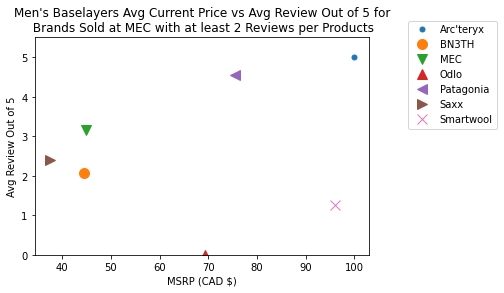 Men's Baselayers Avg Current Price vs Avg Review Out of 5 for
Brands Sold at MEC with at least 2 Reviews per Products
Arc'teryx
BN3TH
MEC
Odlo
Patagonia
Saxx
Smartwool
Avg Review Out of 5
5
4
3
2
1
0
40 50 60 70 80 90 100
MSRP (CAD $)